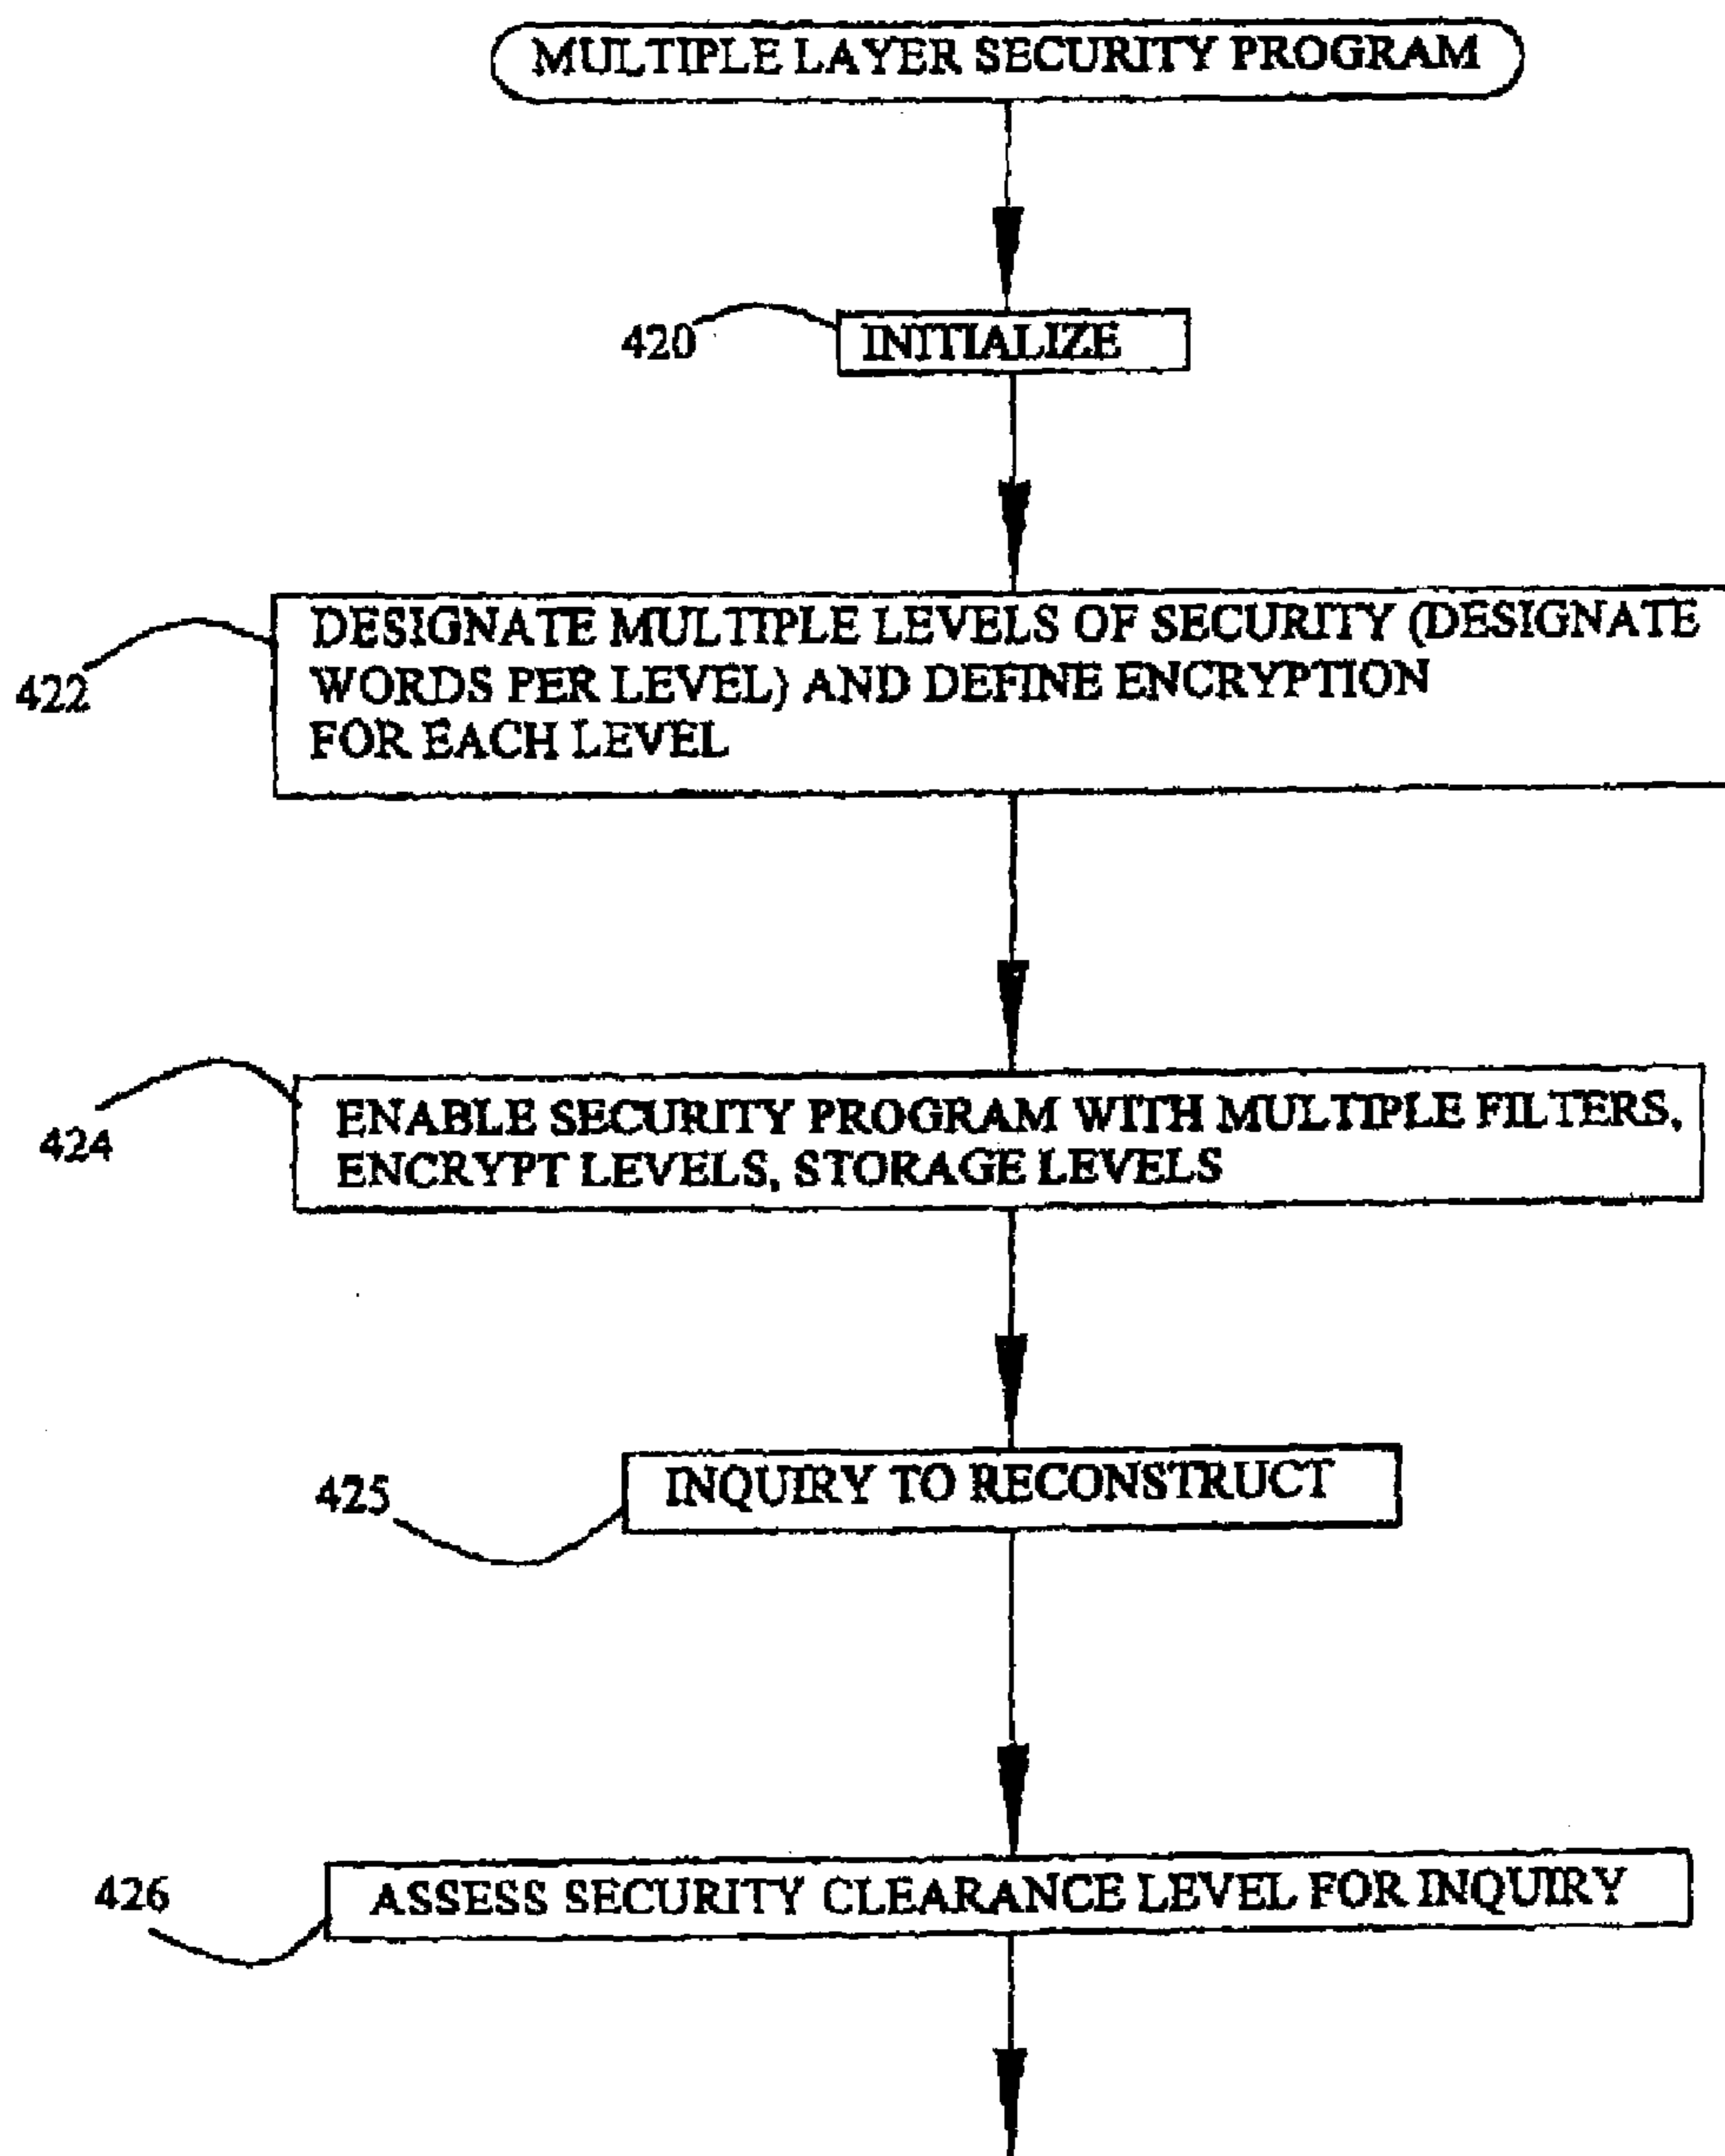 MULTIPLE LAYER SECURITY PROGRAM
420
INITIALIZE
422
DESIGNATE MULTIPLE LEVELS OF SECURITY (DESIGNATE
WORDS PER LEVEL) AND DEFINE ENCRYPTION
FOR EACH LEVEL
424
ENABLE SECURITY PROGRAM WITH MULTIPLE FILTERS,
ENCRYPT LEVELS, STORAGE LEVELS
425
INQUIRY TO RECONSTRUCT
426
ASSESS SECURITY CLEARANCE LEVEL FOR INQUIRY